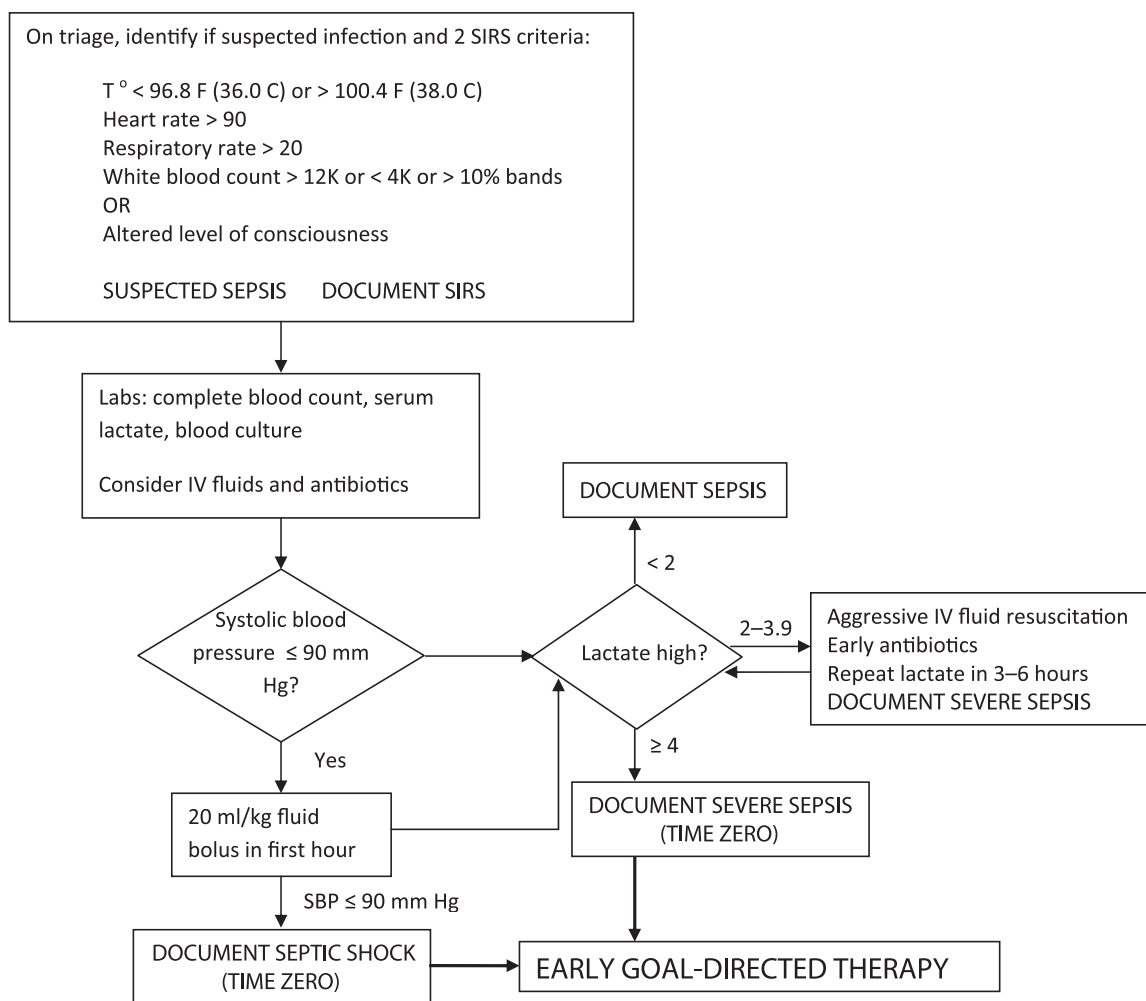 On triage, identify if suspected infection and 2 SIRS criteria:
T ° < 96.8 F (36.0 C) or > 100.4 F (38.0 C)
Heart rate > 90
Respiratory rate > 20
White blood count > 12K or < 4K or > 10% bands
OR
Altered level of consciousness
SUSPECTED SEPSIS DOCUMENT SIRS
Labs: complete blood count, serum
lactate, blood culture
Consider IV fluids and antibiotics
DOCUMENT SEPSIS
< 2
Systolic blood
pressure ≤ 90 mm
Hg?
Lactate high?
2–3.9
Aggressive IV fluid resuscitation
Early antibiotics
Repeat lactate in 3–6 hours
DOCUMENT SEVERE SEPSIS
Yes
≥ 4
20 ml/kg fluid
bolus in first hour
DOCUMENT SEVERE SEPSIS
(TIME ZERO)
SBP ≤ 90 mm Hg
DOCUMENT SEPTIC SHOCK
(TIME ZERO)
EARLY GOAL-DIRECTED THERAPY